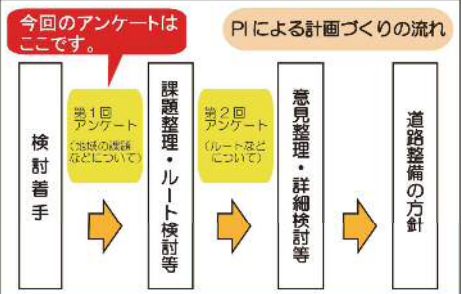 今回のアンケートは
ここです。
PIによる計画づくりの流れ
検討着手
第1回
アンケート
(地域の課題
などについて)
課題整理・ルート検討等
第2回
アンケート
(ルートなど
について)
意見整理・詳細検討等
道路整備の方針